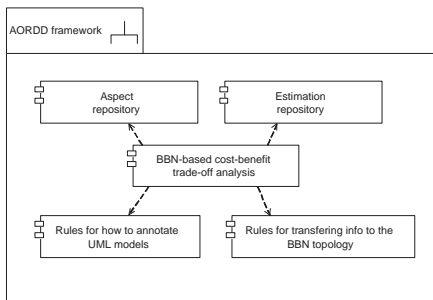 AORDD framework
Aspect
repository
Estimation
repository
BBN-based cost-benefit
trade-off analysis
Rules for how to annotate
UML models
Rules for transfering info to the
BBN topology